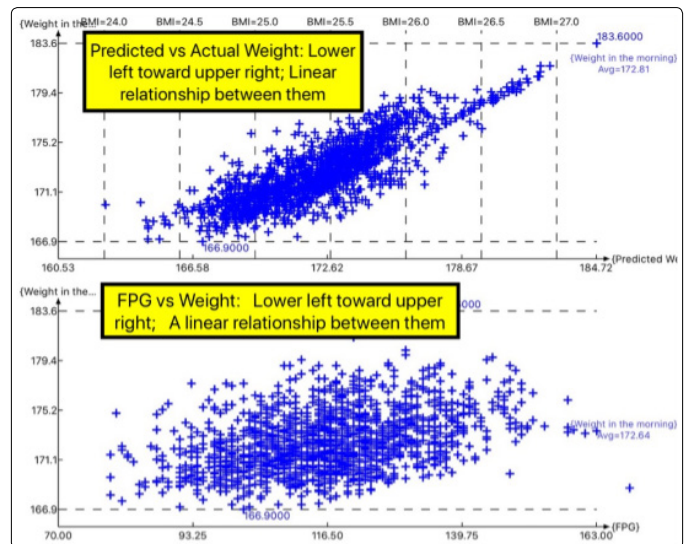 {Weight in the... BMI=24.0 BMI=24.5 BMI=25.0 BMI=25.5 BMI=26.0 BMI=26.5 BMI=27.0
183.6 183.6000
Predicted vs Actual Weight: Lower
left toward upper right; Linear
relationship between them
{Weight in the morning}
Avg=172.81
179.4
175.2
171.1
166.9 166.9000
160.53 166.58 172.62 178.67 184.72
{Predicted We
{Weight in the...
183.6
FPG vs Weight: Lower left toward upper
right; A linear relationship between them
179.4
175.2
{Weight in the morning}
Avg=172.64
171.1
166.9 166.9000
70.00 93.25 116.50 139.75 163.00
{FPG}